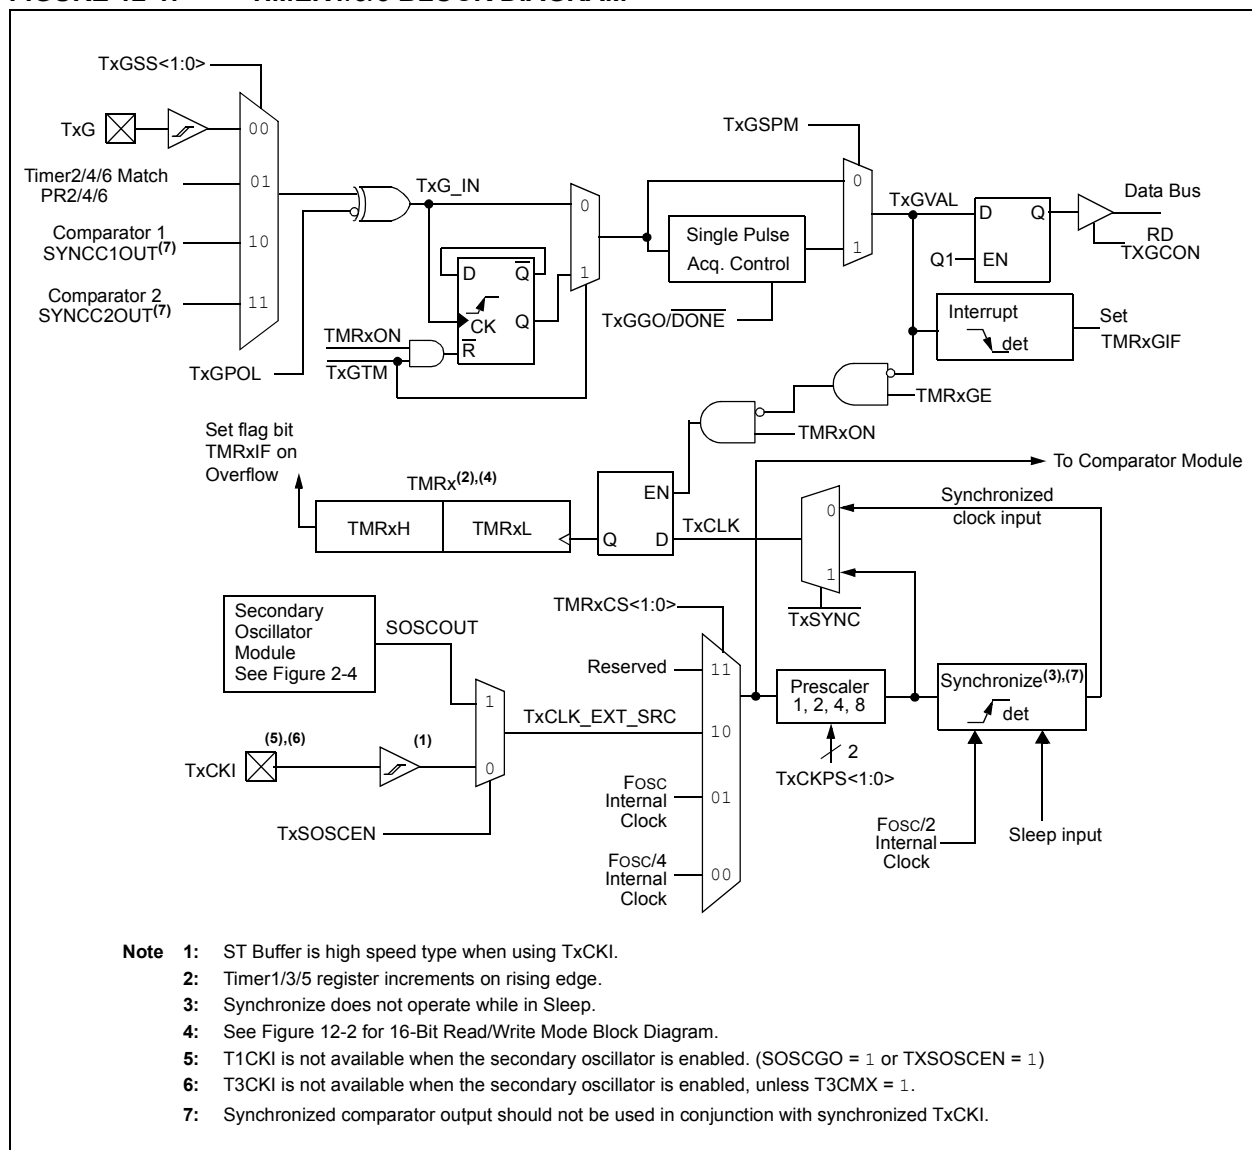 TxGSS<1:0>
TxG
00
Timer2/4/6 Match
PR2/4/6
01
Comparator 1
SYNCC1OUT(7)
10
Comparator 2
SYNCC2OUT(7)
11
TxGPOL
TxG_IN
D
Q
CK
Q
R
TMRxON
TxGTM
0
1
TxGSPM
Single Pulse
Acq. Control
TxGGO/DONE
0
1
TxGVAL
D
Q
Q1
EN
Data Bus
RD
TXGCON
Interrupt
det
Set
TMRxGIF
TMRxGE
TMRxON
Set flag bit
TMRxIF on
Overflow
TMRx(2),(4)
TMRxH
TMRxL
EN
Q
D
TxCLK
To Comparator Module
0
1
Synchronized
clock input
TxSYNC
Secondary
Oscillator
Module
See Figure 2-4
SOSCOUT
(5),(6)
TxCKI
(1)
1
0
TxSOSCEN
TxCLK_EXT_SRC
TMRxCS<1:0>
Reserved
11
10
FOSC
Internal
Clock
01
FOSC/4
Internal
Clock
00
Prescaler
1, 2, 4, 8
2
TxCKPS<1:0>
Synchronize(3),(7)
det
FOSC/2
Internal
Clock
Sleep input
Note 1: ST Buffer is high speed type when using TxCKI.
2: Timer1/3/5 register increments on rising edge.
3: Synchronize does not operate while in Sleep.
4: See Figure 12-2 for 16-Bit Read/Write Mode Block Diagram.
5: T1CKI is not available when the secondary oscillator is enabled. (SOSCGO = 1 or TXSOSCEN = 1)
6: T3CKI is not available when the secondary oscillator is enabled, unless T3CMX = 1.
7: Synchronized comparator output should not be used in conjunction with synchronized TxCKI.